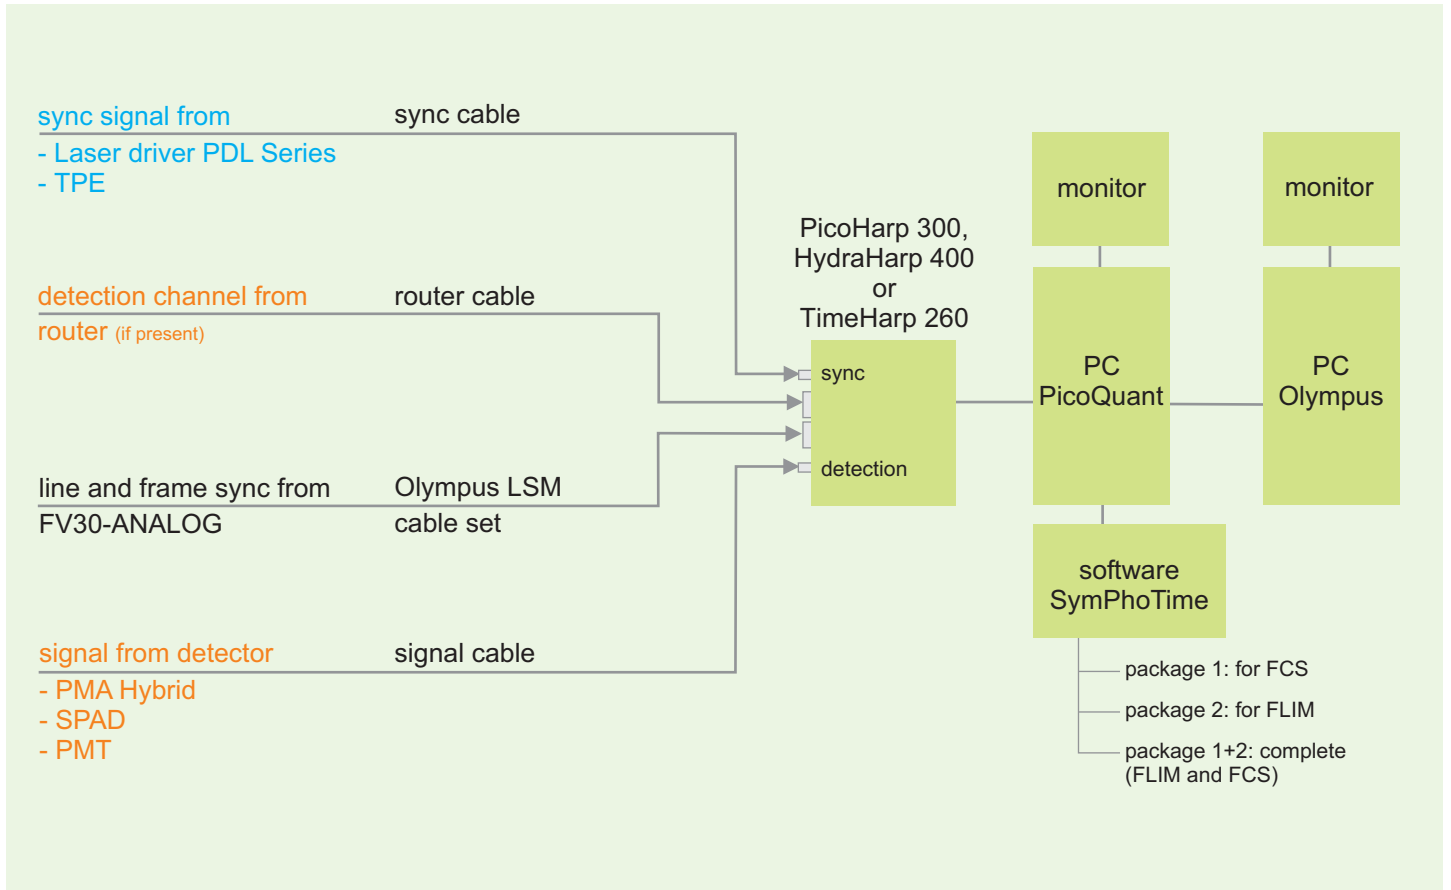 sync signal from
sync cable
- Laser driver PDL Series
- TPE
detection channel from
router cable
router (if present)
line and frame sync from
Olympus LSM
FV30-ANALOG
cable set
signal from detector
signal cable
- PMA Hybrid
- SPAD
- PMT
PicoHarp 300,
HydraHarp 400
or
TimeHarp 260
sync
detection
monitor
monitor
PC
PicoQuant
PC
Olympus
software
SymPhoTime
package 1: for FCS
package 2: for FLIM
package 1+2: complete
(FLIM and FCS)